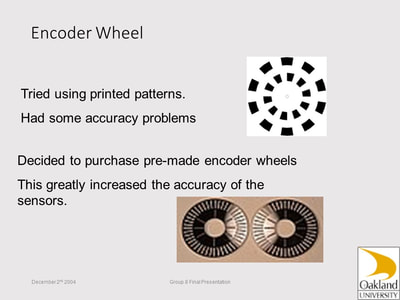 Encoder Wheel
Tried using printed patterns.
Had some accuracy problems
Decided to purchase pre-made encoder wheels
This greatly increased the accuracy of the
sensors.
December 2ⁿᵈ 2004
Group 8 Final Presentation
Oakland
UNIVERSITY